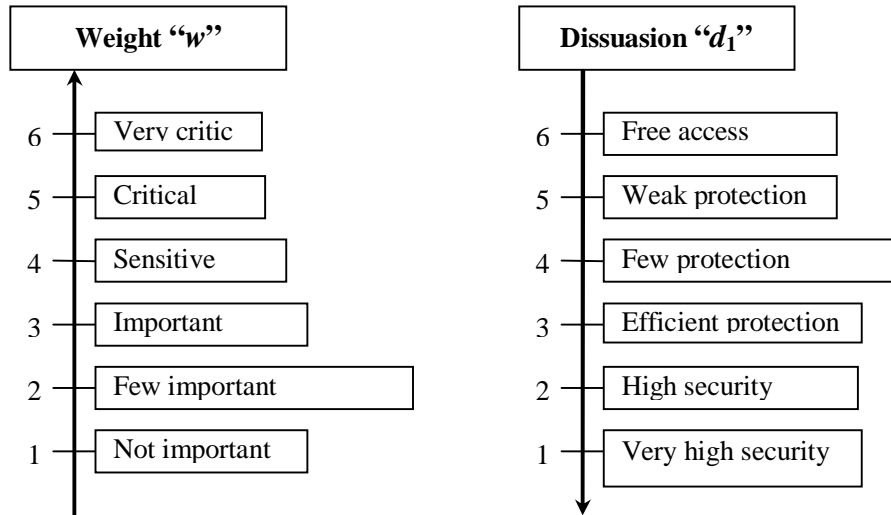 Weight “w”
6 Very critic
5 Critical
4 Sensitive
3 Important
2 Few important
1 Not important
Dissuasion “d1”
6 Free access
5 Weak protection
4 Few protection
3 Efficient protection
2 High security
1 Very high security